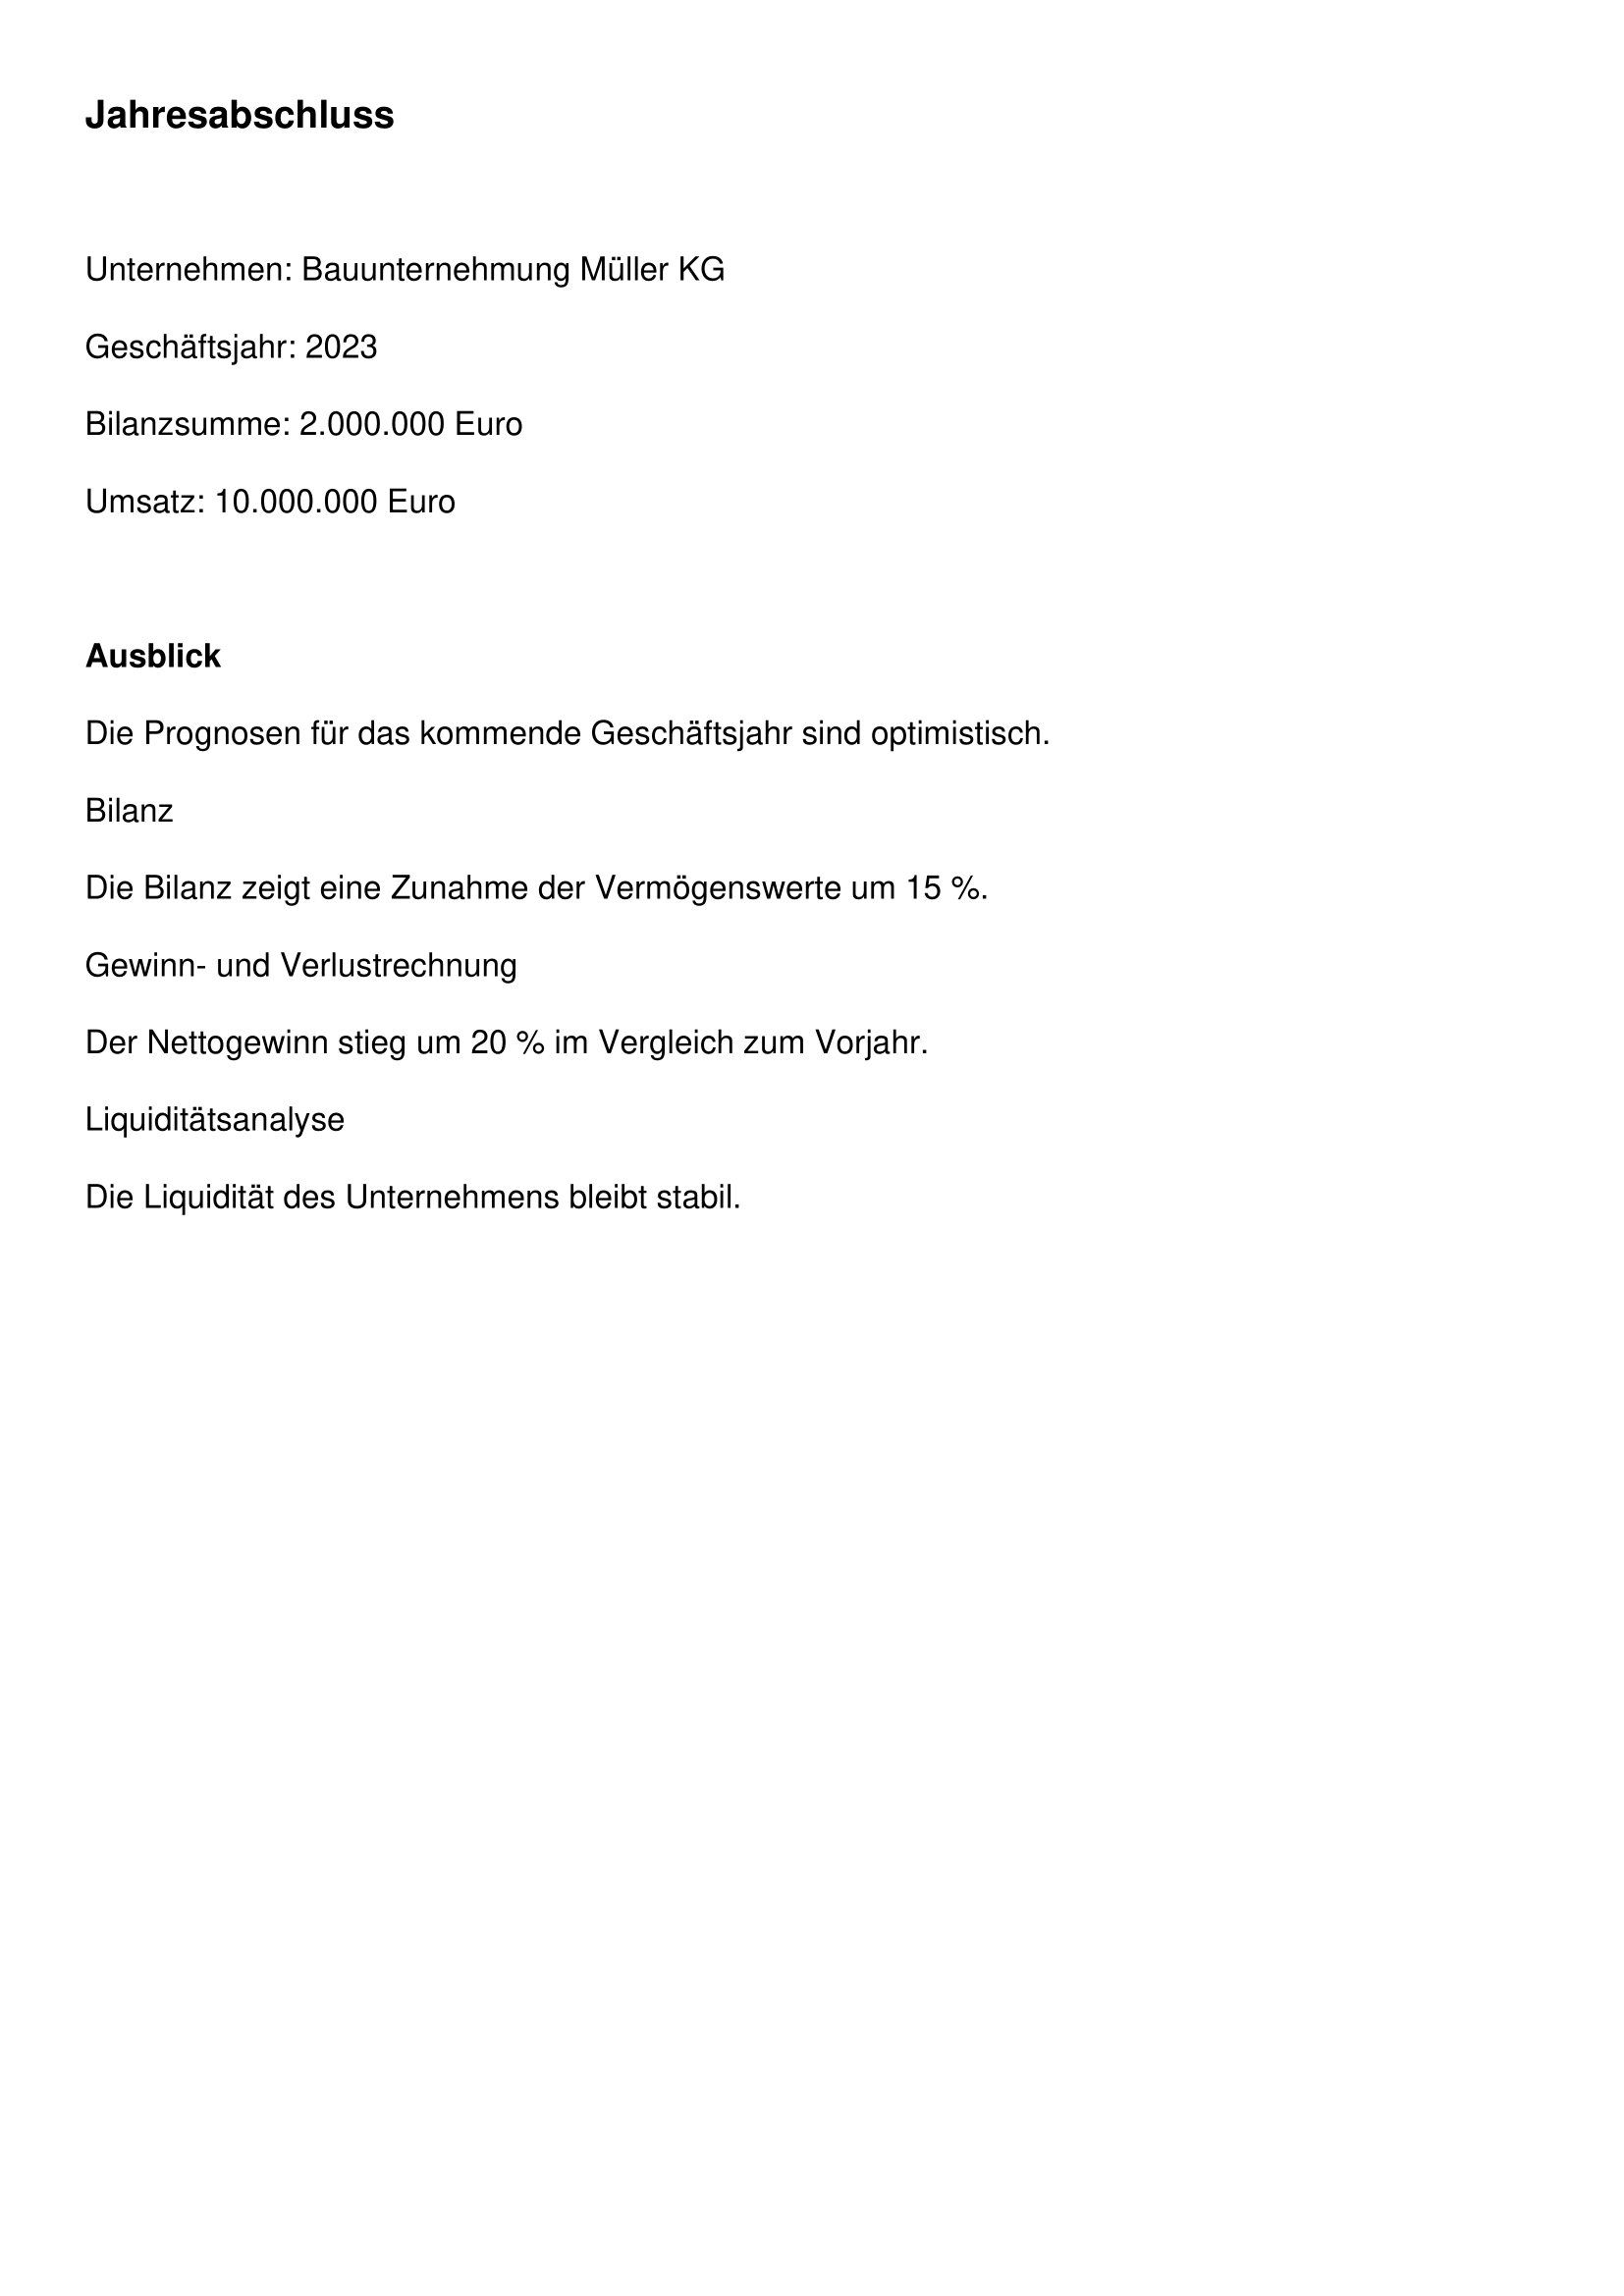 Jahresabschluss
Unternehmen: Bauunternehmung Müller KG
Geschäftsjahr: 2023
Bilanzsumme: 2.000.000 Euro
Umsatz: 10.000.000 Euro
Ausblick
Die Prognosen für das kommende Geschäftsjahr sind optimistisch.
Bilanz
Die Bilanz zeigt eine Zunahme der Vermögenswerte um 15 %.
Gewinn- und Verlustrechnung
Der Nettogewinn stieg um 20 % im Vergleich zum Vorjahr.
Liquiditätsanalyse
Die Liquidität des Unternehmens bleibt stabil.